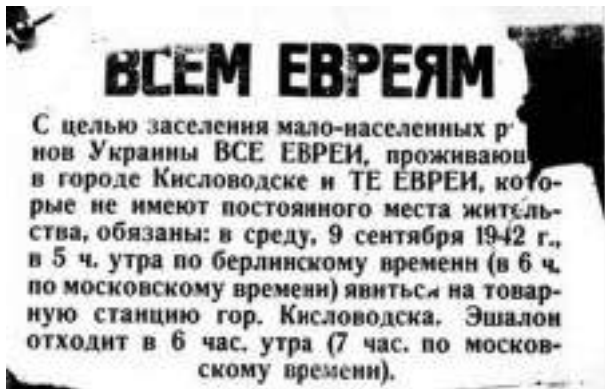 ВСЕМ ЕВРЕЯМ
С целью заселения мало-населенных
нов Украины ВСЕ ЕВРЕИ, проживающ
в городе Кисловодске и ТЕ ЕВРЕИ, кото-
рые не имеют постоянного места житель-
ства, обязаны: в среду, 9 сентября 1942 г.,
в 5 ч. утра по берлинскому времени (в 6 ч.
по московскому времени) явиться на товар-
ную станцию гор. Кисловодска. Эшалон
отходит в 6 час. утра (7 час. по москов-
скому времени).